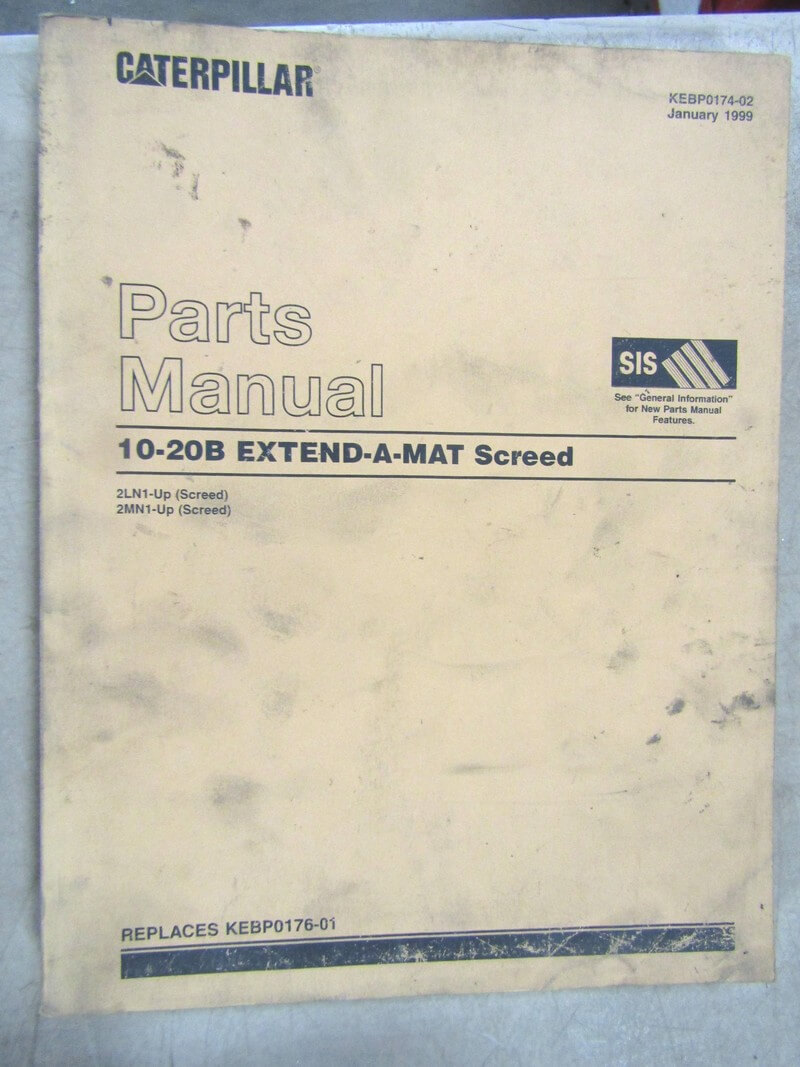 CATERPILLAR®
KEBP0174-02
January 1999
Parts
Manual
SIS
See "General Information"
for New Parts Manual
Features.
10-20B EXTEND-A-MAT Screed
2LN1-Up (Screed)
2MN1-Up (Screed)
REPLACES KEBP0176-01